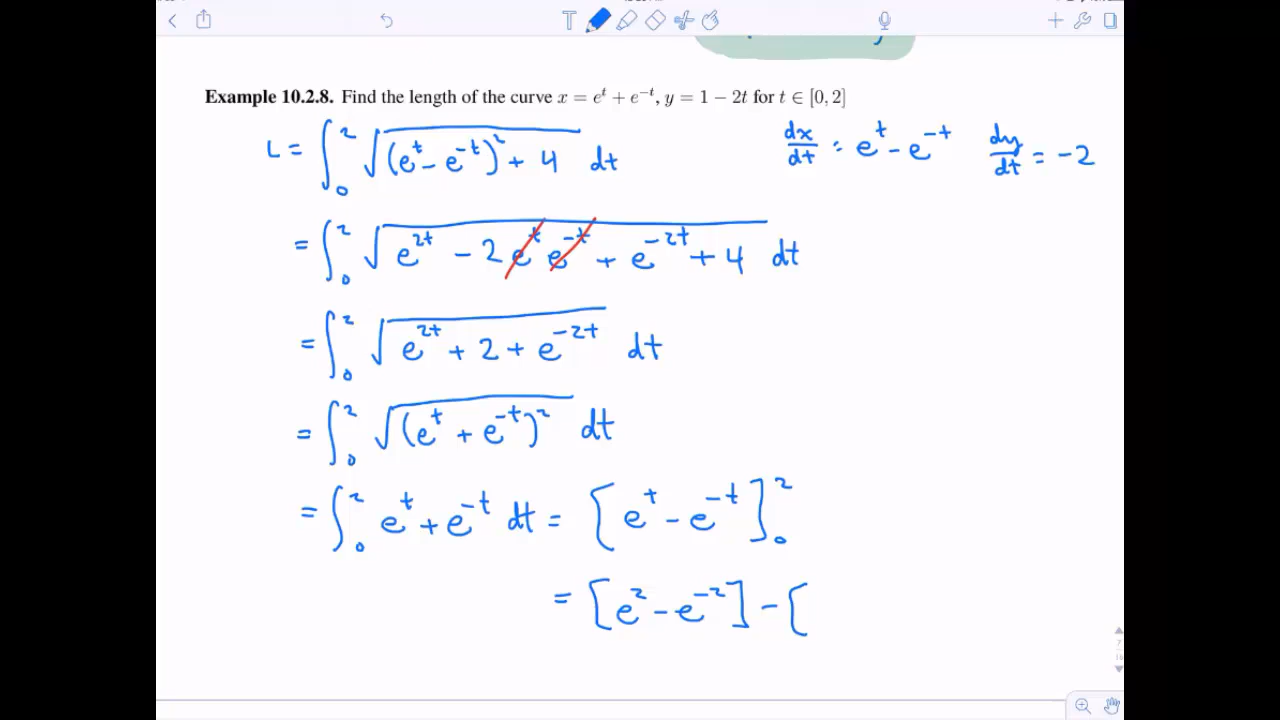 Example 10.2.8. Find the length of the curve x = e^t + e^{-t}, y = 1 − 2t for t ∈ [0, 2]
L = ∫_0^2 √((e^t − e^{-t})^2 + 4) dt    dx/dt = e^t − e^{-t}    dy/dt = −2
= ∫_0^2 √(e^{2t} − 2e^t e^{-t} + e^{-2t} + 4) dt
= ∫_0^2 √(e^{2t} + 2 + e^{-2t}) dt
= ∫_0^2 √((e^t + e^{-t})^2) dt
= ∫_0^2 e^t + e^{-t} dt = [e^t − e^{-t}]_0^2
= [e^2 − e^{-2}] − [